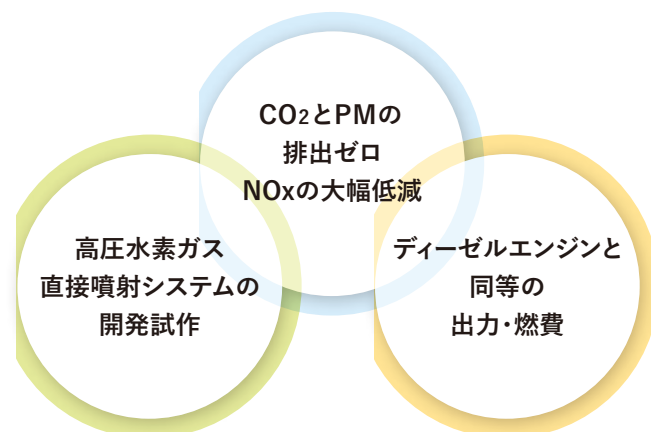 CO2とPMの
排出ゼロ
NOxの大幅低減
高圧水素ガス
直接噴射システムの
開発試作
ディーゼルエンジンと
同等の
出力・燃費